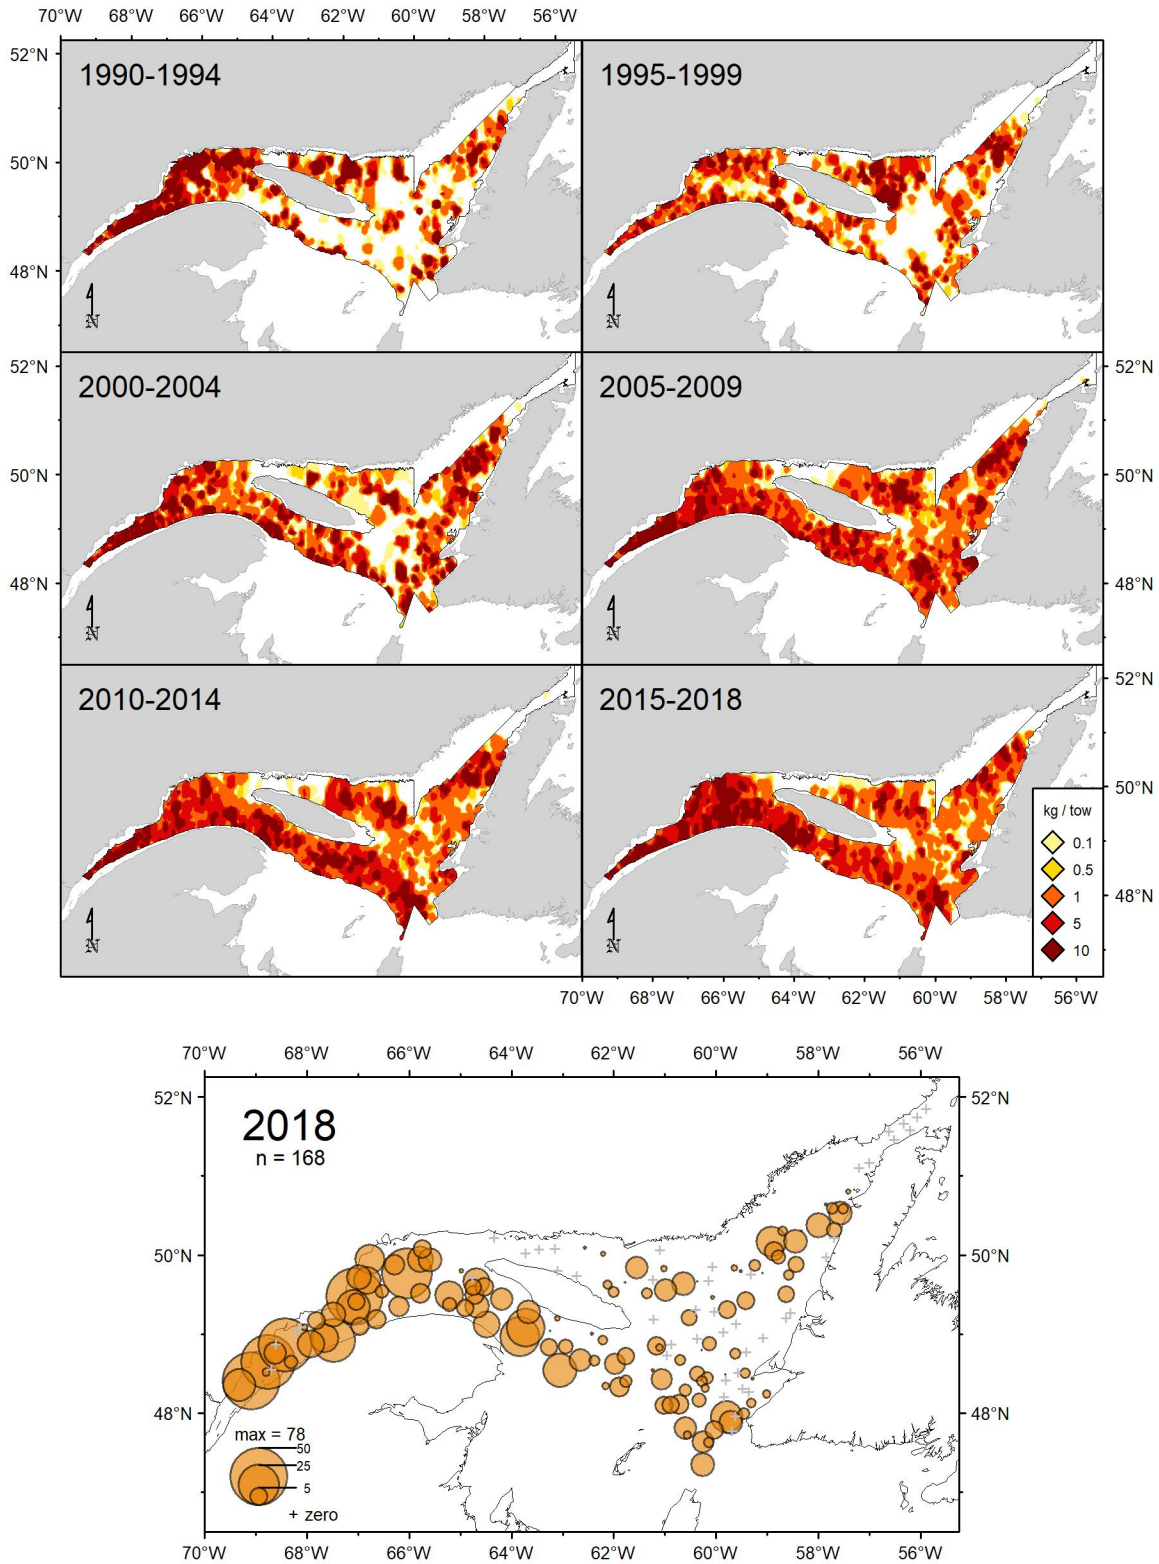 70°W 68°W 66°W 64°W 62°W 60°W 58°W 56°W
52°N
1990-1994
1995-1999
50°N
48°N
N
N
52°N
2000-2004
2005-2009
52°N
50°N
50°N
48°N
48°N
N
N
2010-2014
2015-2018
52°N
50°N
kg / tow
0.1
0.5
1
5
10
48°N
N
N
70°W 68°W 66°W 64°W 62°W 60°W 58°W 56°W
70°W 68°W 66°W 64°W 62°W 60°W 58°W 56°W
52°N
52°N
2018
n = 168
50°N
50°N
48°N
48°N
max = 78
50
25
5
+ zero
70°W 68°W 66°W 64°W 62°W 60°W 58°W 56°W